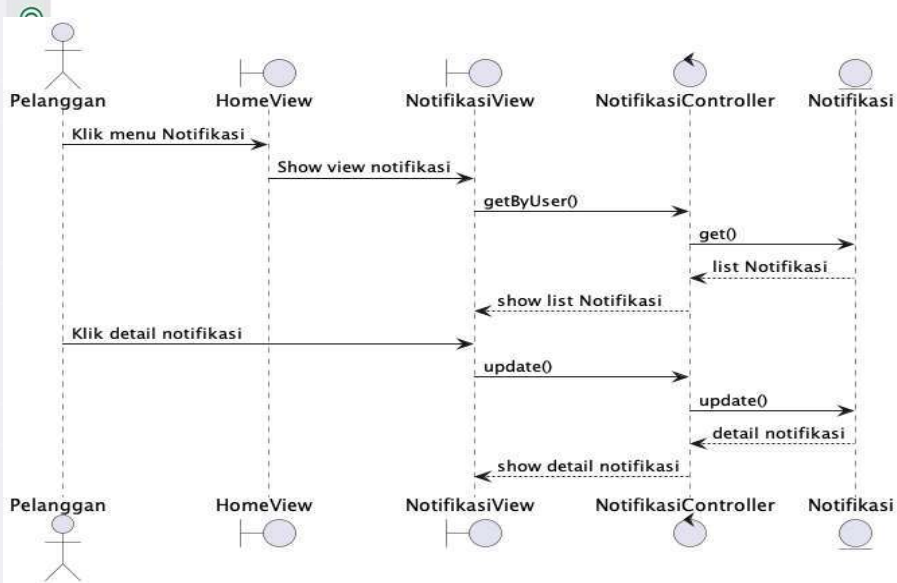 Pelanggan
HomeView
NotifikasiView
NotifikasiController
Notifikasi
Klik menu Notifikasi
Show view notifikasi
getByUser()
get()
list Notifikasi
show list Notifikasi
Klik detail notifikasi
update()
update()
detail notifikasi
show detail notifikasi
Pelanggan
HomeView
NotifikasiView
NotifikasiController
Notifikasi